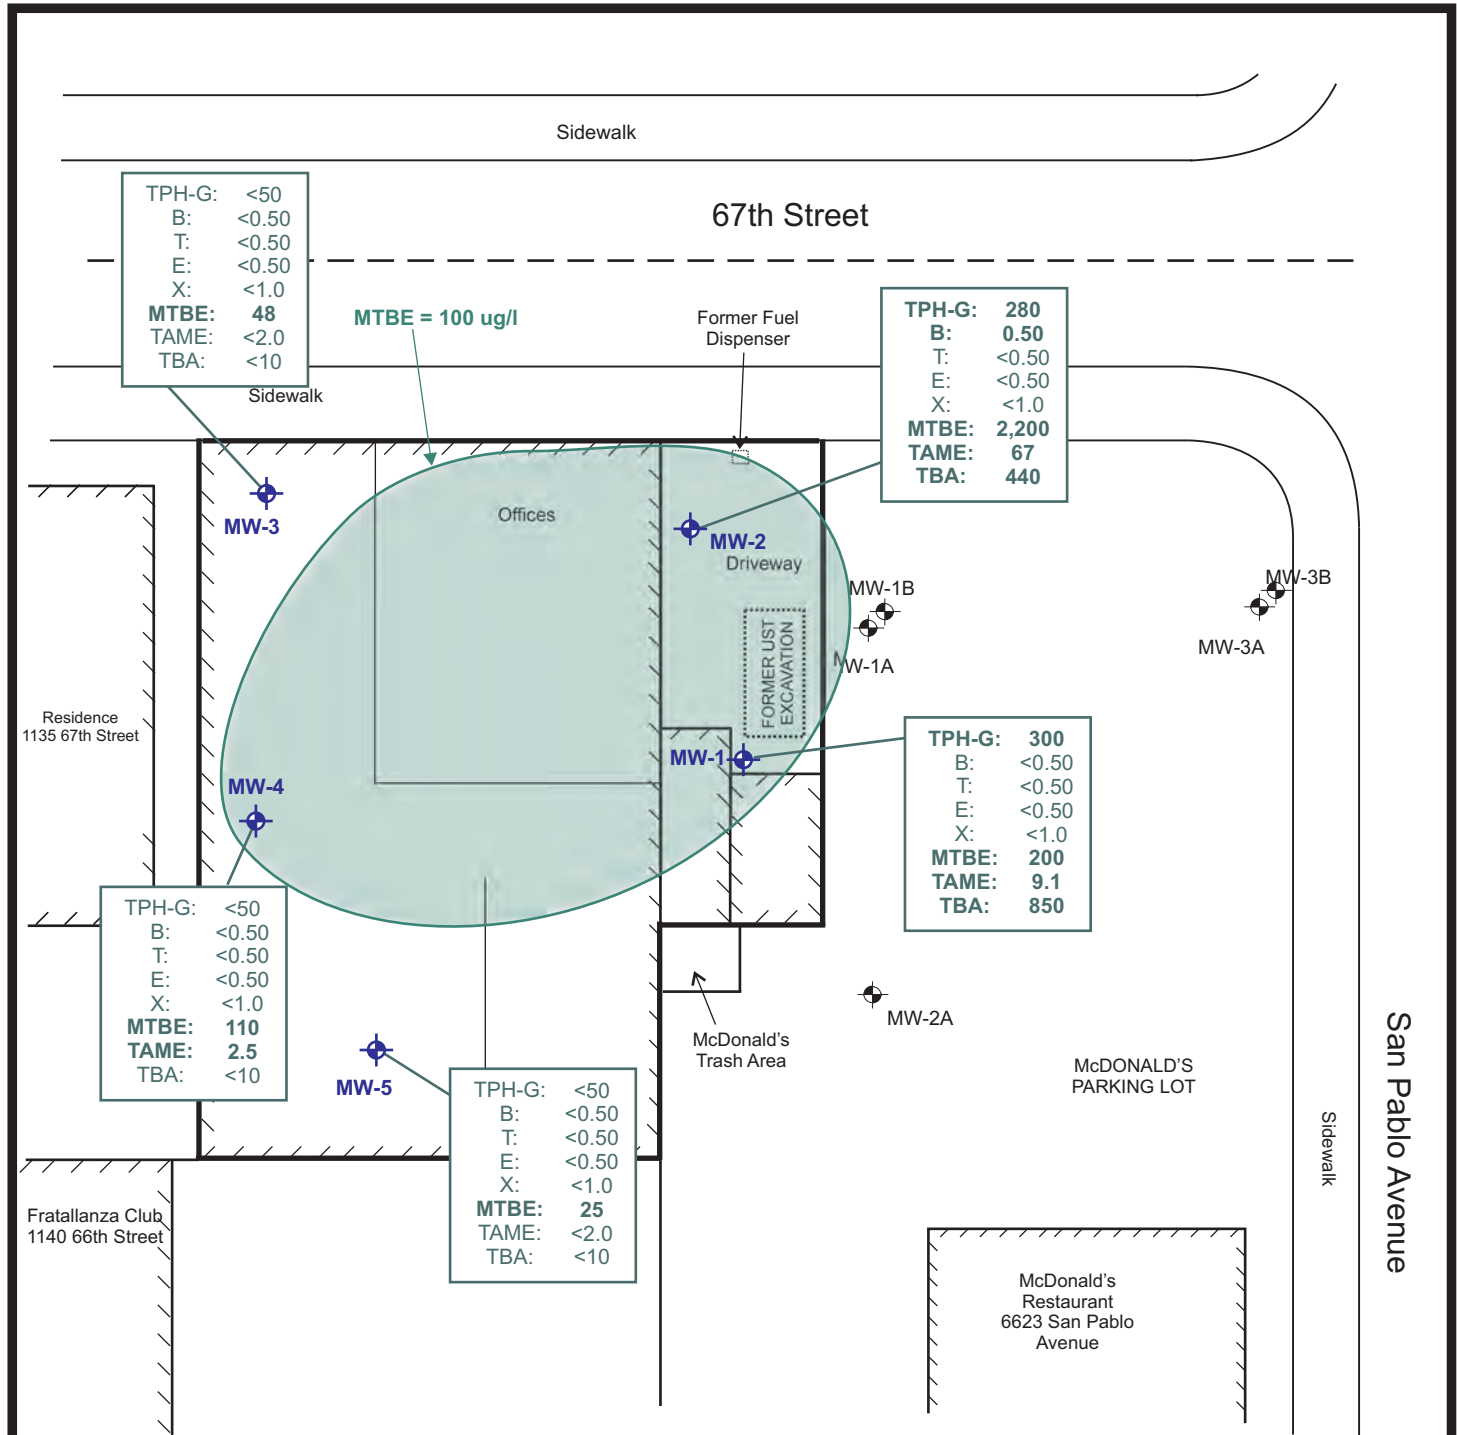 Sidewalk
67th Street
TPH-G: <50
B: <0.50
T: <0.50
E: <0.50
X: <1.0
MTBE: 48
TAME: <2.0
TBA: <10
MTBE = 100 ug/l
Former Fuel
Dispenser
TPH-G: 280
B: 0.50
T: <0.50
E: <0.50
X: <1.0
MTBE: 2,200
TAME: 67
TBA: 440
Sidewalk
MW-3
Offices
MW-2
Driveway
MW-1B
MW-3B
MW-1A
MW-3A
FORMER UST
EXCAVATION
Residence
1135 67th Street
MW-1
TPH-G: 300
B: <0.50
T: <0.50
E: <0.50
X: <1.0
MTBE: 200
TAME: 9.1
TBA: 850
MW-4
TPH-G: <50
B: <0.50
T: <0.50
E: <0.50
X: <1.0
MTBE: 110
TAME: 2.5
TBA: <10
MW-2A
McDonald's
Trash Area
McDONALD'S
PARKING LOT
San Pablo Avenue
Sidewalk
MW-5
TPH-G: <50
B: <0.50
T: <0.50
E: <0.50
X: <1.0
MTBE: 25
TAME: <2.0
TBA: <10
Fratallanza Club
1140 66th Street
McDonald's
Restaurant
6623 San Pablo
Avenue